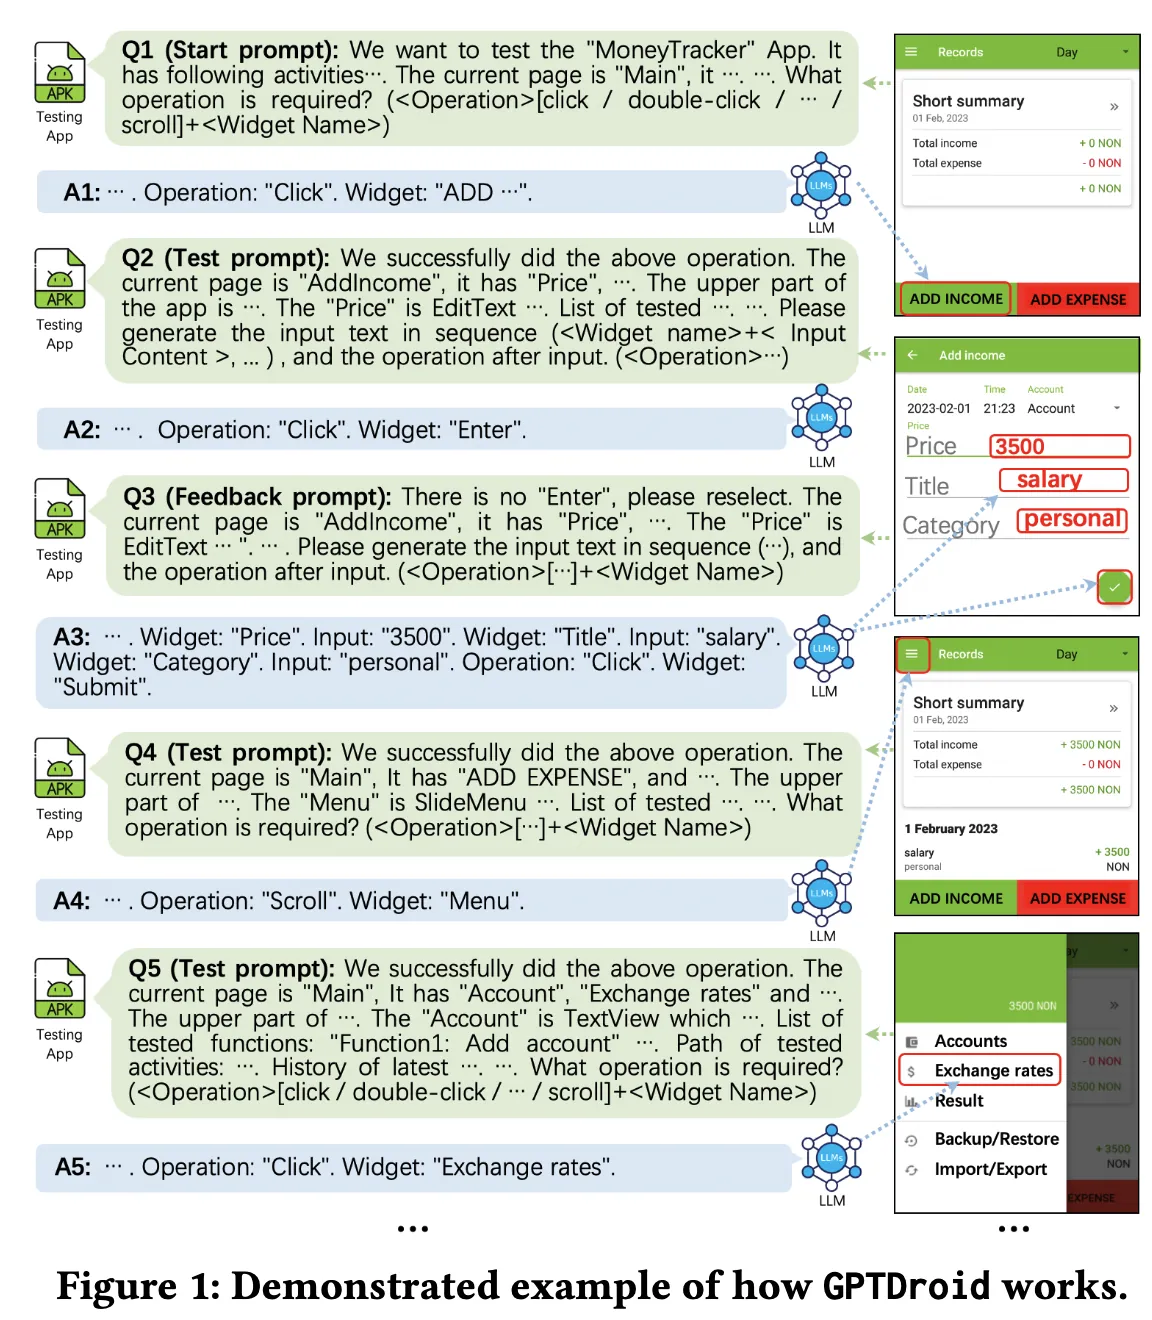 APK
Testing
App
Q1 (Start prompt): We want to test the "MoneyTracker" App. It
has following activities···. The current page is "Main", it ···. ···. What
operation is required? (<Operation>[click / double-click / ··· /
scroll]+<Widget Name>)
A1: ··· . Operation: "Click". Widget: "ADD ···".
LLMs
LLM
APK
Testing
App
Q2 (Test prompt): We successfully did the above operation. The
current page is "AddIncome", it has "Price", ···. The upper part of
the app is ···. The "Price" is EditText ···. List of tested ···. ···. Please
generate the input text in sequence (<Widget name>+< Input
Content >, ... ) , and the operation after input. (<Operation>···)
A2: ··· . Operation: "Click". Widget: "Enter".
LLMs
LLM
APK
Testing
App
Q3 (Feedback prompt): There is no "Enter", please reselect. The
current page is "AddIncome", it has "Price", ···. The "Price" is
EditText ··· ". ··· . Please generate the input text in sequence (···), and
the operation after input. (<Operation>[···]+<Widget Name>)
A3: ··· . Widget: "Price". Input: "3500". Widget: "Title". Input: "salary".
Widget: "Category". Input: "personal". Operation: "Click". Widget:
"Submit".
LLMs
LLM
APK
Testing
App
Q4 (Test prompt): We successfully did the above operation. The
current page is "Main", It has "ADD EXPENSE", and ···. The upper
part of ···. The "Menu" is SlideMenu ···. List of tested ···. ···. What
operation is required? (<Operation>[···]+<Widget Name>)
A4: ··· . Operation: "Scroll". Widget: "Menu".
LLMs
LLM
APK
Testing
App
Q5 (Test prompt): We successfully did the above operation. The
current page is "Main", It has "Account", "Exchange rates" and ···.
The upper part of ···. The "Account" is TextView which ···. List of
tested functions: "Function1: Add account" ···. Path of tested
activities: ···. History of latest ···. ···. What operation is required?
(<Operation>[click / double-click / ··· / scroll]+<Widget Name>)
A5: ··· . Operation: "Click". Widget: "Exchange rates".
LLMs
LLM
...
Records Day
Short summary »
01 Feb, 2023
Total income + 0 NON
Total expense - 0 NON
+ 0 NON
ADD INCOME ADD EXPENSE
Add income
Date Time Account
2023-02-01 21:23 Account
Price
Price 3500
Title salary
Category personal
Records Day
Short summary »
01 Feb, 2023
Total income + 3500 NON
Total expense - 0 NON
+ 3500 NON
1 February 2023
salary + 3500
personal NON
ADD INCOME ADD EXPENSE
ay
3500 NON »
Accounts 3500 NON
- 0 NON
$ Exchange rates
3500 NON
Result
Backup/Restore + 3500
NON
Import/Export
EXPENSE
...
Figure 1: Demonstrated example of how GPTDroid works.